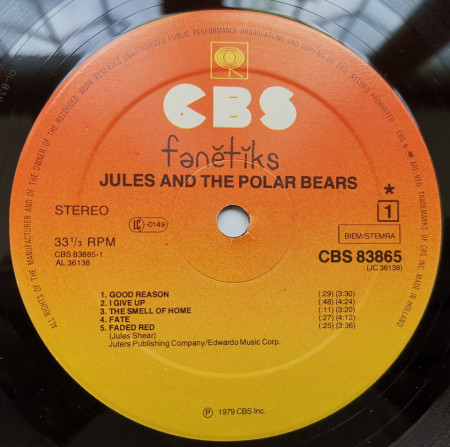 ALL RIGHTS OF THE MANUFACTURER AND OF THE OWNER OF THE RECORDED WORK RESERVED UNAUTHORIZED PUBLIC PERFORMANCE BROADCASTING AND COPYING OF THIS RECORD PROHIBITED
CBS & ARE REG. TRADEMARKS OF CBS INC. MADE IN HOLLAND
CBS
fənĕtĭks
JULES AND THE POLAR BEARS
STEREO
LC-0149
*
1
BIEM/STEMRA
33⅓ RPM
CBS 83865-1
AL 36138
CBS 83865
(JC 36138)
1. GOOD REASON (:29) (3:30)
2. I GIVE UP (:48) (4:24)
3. THE SMELL OF HOME (:11) (3:20)
4. FATE (:27) (4:12)
5. FADED RED (:25) (3:36)
(Jules Shear)
Juters Publishing Company/Edwardo Music Corp.
℗ 1979 CBS Inc.